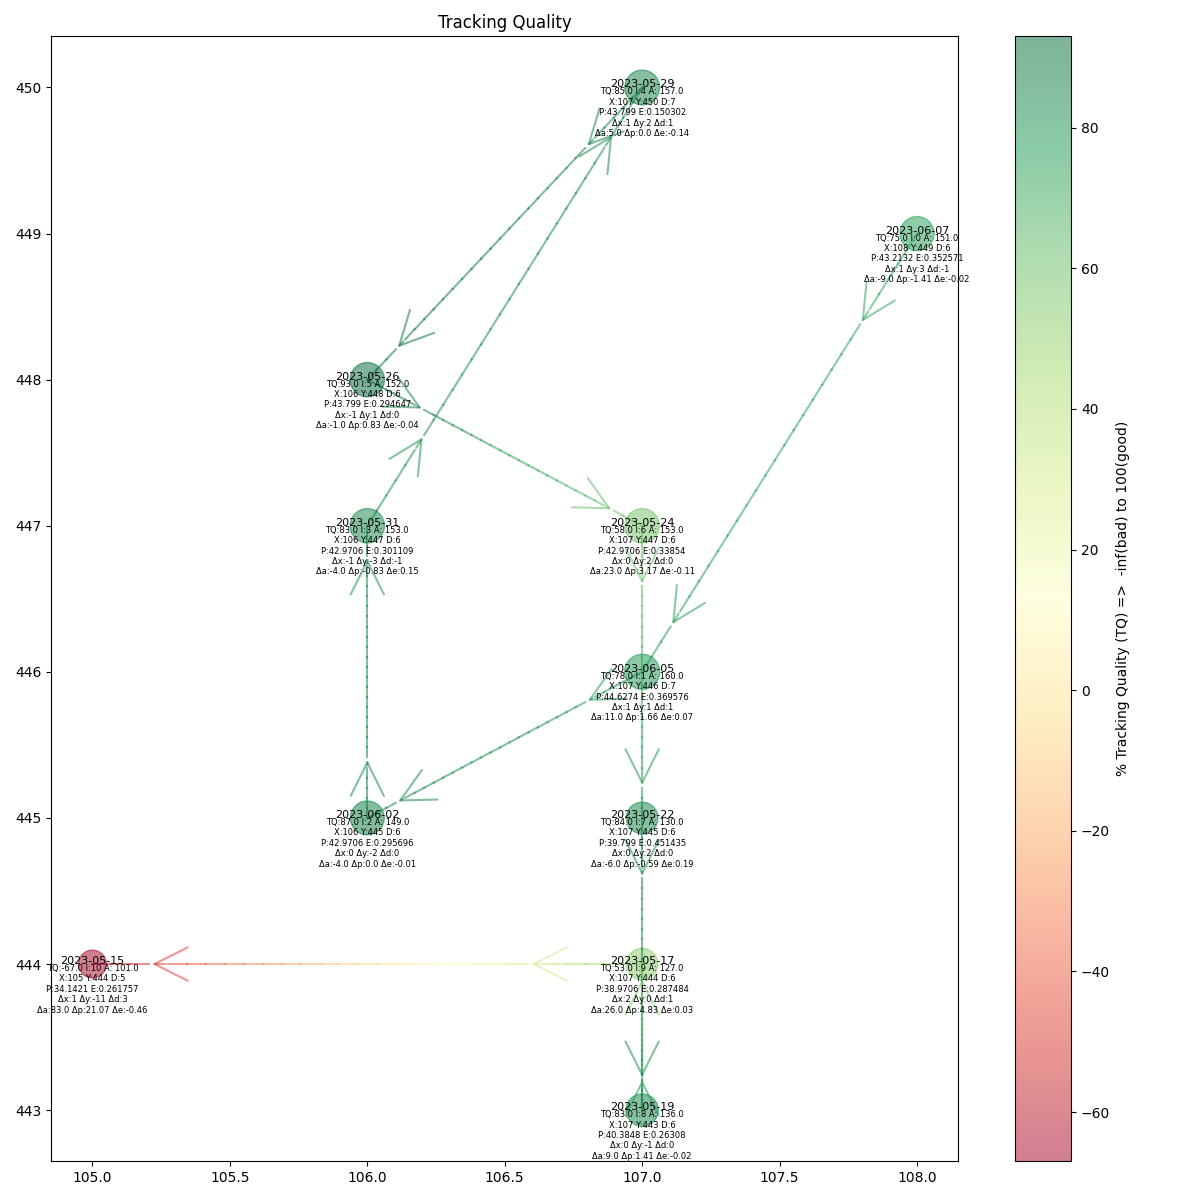 Tracking Quality
450
449
448
447
446
445
444
443
105.0
105.5
106.0
106.5
107.0
107.5
108.0
2023-05-29
TQ:85.0 I:4 A: 157.0
X:107 Y:450 D:7
P:43.799 E:0.150302
Δx:1 Δy:2 Δd:1
Δa:5.0 Δp:0.0 Δe:-0.14
2023-06-07
TQ:75.0 I:0 A: 151.0
X:108 Y:449 D:6
P:43.2132 E:0.352571
Δx:1 Δy:3 Δd:-1
Δa:-9.0 Δp:-1.41 Δe:-0.02
2023-05-26
TQ:93.0 I:5 A: 152.0
X:106 Y:448 D:6
P:43.799 E:0.294647
Δx:-1 Δy:1 Δd:0
Δa:-1.0 Δp:0.83 Δe:-0.04
2023-05-31
TQ:83.0 I:3 A: 153.0
X:106 Y:447 D:6
P:42.9706 E:0.301109
Δx:-1 Δy:-3 Δd:-1
Δa:-4.0 Δp:-0.83 Δe:0.15
2023-05-24
TQ:58.0 I:6 A: 153.0
X:107 Y:447 D:6
P:42.9706 E:0.33854
Δx:0 Δy:2 Δd:0
Δa:23.0 Δp:3.17 Δe:-0.11
2023-06-05
TQ:78.0 I:1 A: 160.0
X:107 Y:446 D:7
P:44.6274 E:0.369576
Δx:1 Δy:1 Δd:1
Δa:11.0 Δp:1.66 Δe:0.07
2023-06-02
TQ:87.0 I:2 A: 149.0
X:106 Y:445 D:6
P:42.9706 E:0.295696
Δx:0 Δy:-2 Δd:0
Δa:-4.0 Δp:0.0 Δe:-0.01
2023-05-22
TQ:84.0 I:7 A: 130.0
X:107 Y:445 D:6
P:39.799 E:0.451435
Δx:0 Δy:2 Δd:0
Δa:-6.0 Δp:-0.59 Δe:0.19
2023-05-15
TQ:-67.0 I:10 A: 101.0
X:105 Y:444 D:5
P:34.1421 E:0.261757
Δx:1 Δy:-11 Δd:3
Δa:83.0 Δp:21.07 Δe:-0.46
2023-05-17
TQ:53.0 I:9 A: 127.0
X:107 Y:444 D:6
P:38.9706 E:0.287484
Δx:2 Δy:0 Δd:1
Δa:26.0 Δp:4.83 Δe:0.03
2023-05-19
TQ:83.0 I:8 A: 136.0
X:107 Y:443 D:6
P:40.3848 E:0.26308
Δx:0 Δy:-1 Δd:0
Δa:9.0 Δp:1.41 Δe:-0.02
80
60
40
20
0
−20
−40
−60
% Tracking Quality (TQ) =>  -inf(bad) to 100(good)